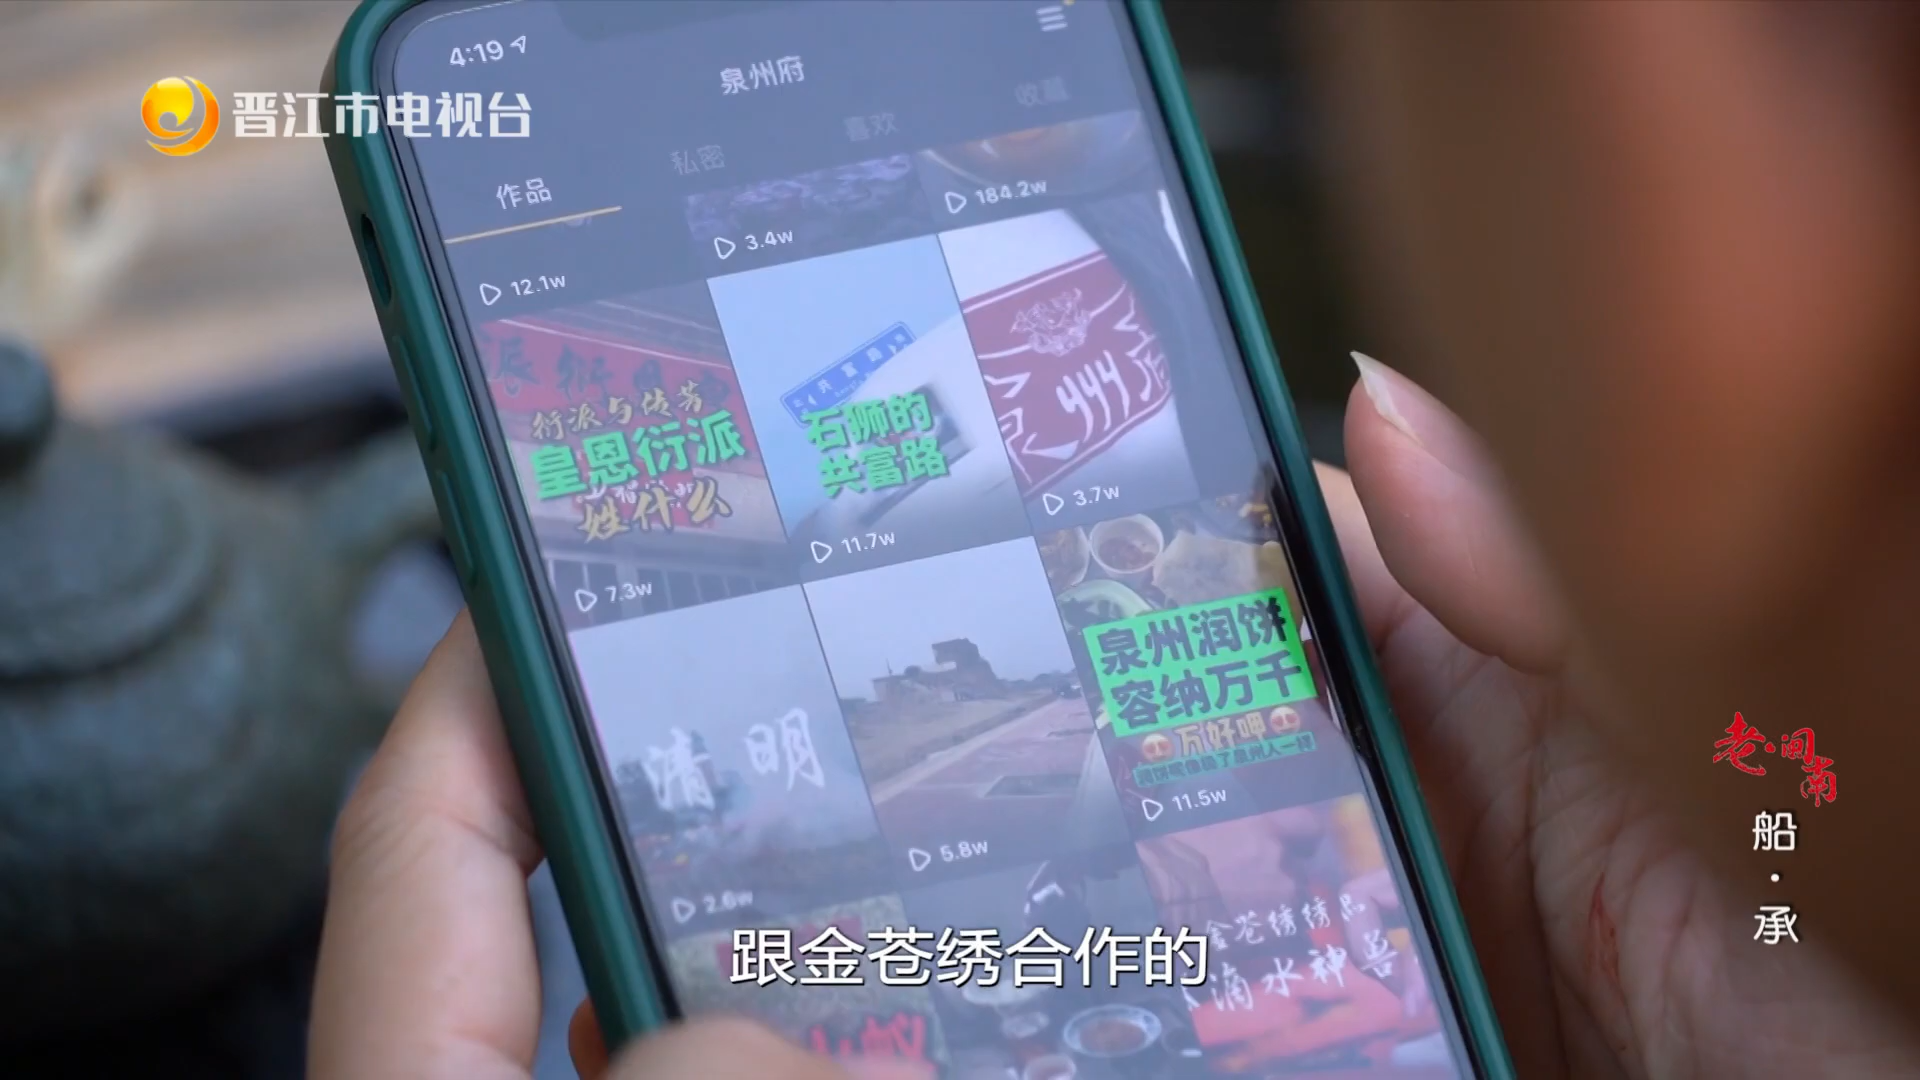 4:19
晋江市电视台
泉州府
作品
私密
喜欢
收藏
12.1w
3.4w
184.2w
衍派与传芳
皇恩衍派
姓什么
7.3w
石狮的
共富路
11.7w
3.7w
清明
2.6w
5.8w
泉州润饼
容纳万千
万好呷
11.5w
金苍绣绣品
滴水神兽
跟金苍绣合作的
老·闽南
船·承